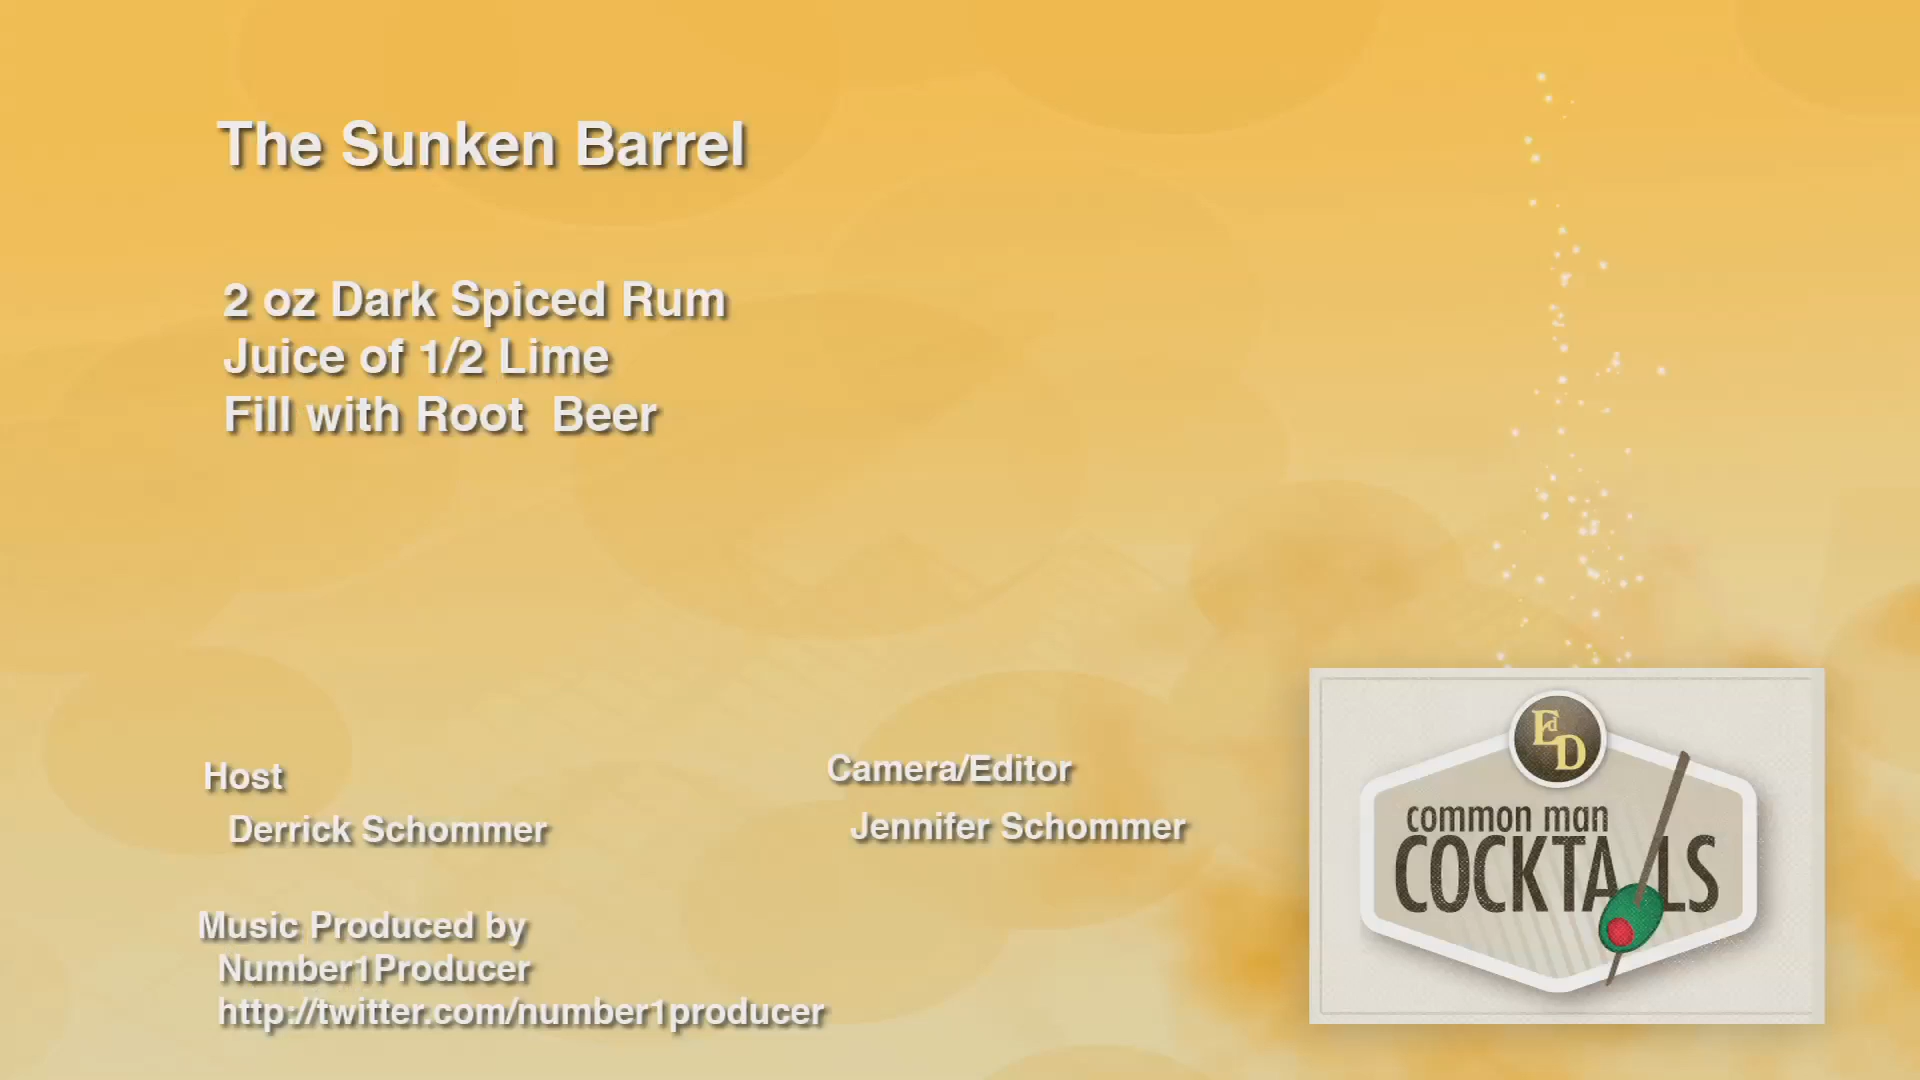 The Sunken Barrel
2 oz Dark Spiced Rum
Juice of 1/2 Lime
Fill with Root  Beer
Host
Derrick Schommer
Camera/Editor
Jennifer Schommer
Music Produced by
Number1Producer
http://twitter.com/number1producer
EdD
common man
COCKTAILS